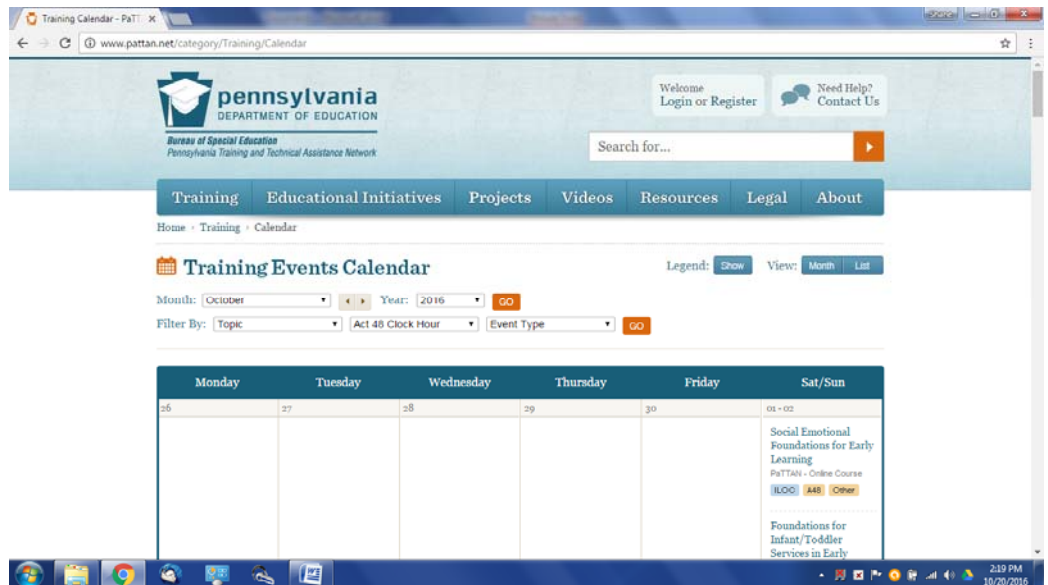 Training Calendar - PaTT
www.pattan.net/category/Training/Calendar
pennsylvania
DEPARTMENT OF EDUCATION
Bureau of Special Education
Pennsylvania Training and Technical Assistance Network
Welcome
Login or Register
Need Help?
Contact Us
Search for...
Training Educational Initiatives Projects Videos Resources Legal About
Home › Training › Calendar
Training Events Calendar
Legend: Show View: Month List
Month: October Year: 2016 GO
Filter By: Topic Act 48 Clock Hour Event Type GO
Monday Tuesday Wednesday Thursday Friday Sat/Sun
26 27 28 29 30 01 - 02
Social Emotional
Foundations for Early
Learning
PaTTAN - Online Course
ILOC A48 Other
Foundations for
Infant/Toddler
Services in Early
2:19 PM
10/20/2016